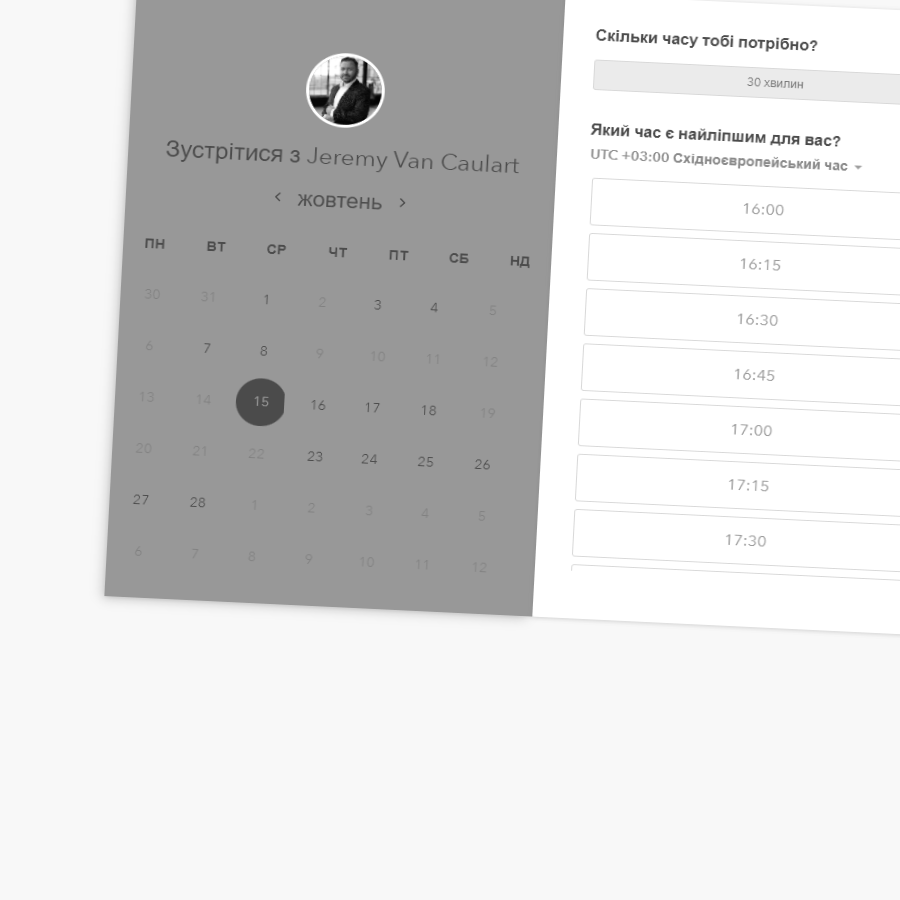 Зустрітися з Jeremy Van Caulart
жовтень
ПН ВТ СР ЧТ ПТ СБ НД
30 31 1 2 3 4 5
6 7 8 9 10 11 12
13 14 15 16 17 18 19
20 21 22 23 24 25 26
27 28 1 2 3 4 5
6 7 8 9 10 11 12
Скільки часу тобі потрібно?
30 хвилин
Який час є найліпшим для вас?
UTC +03:00 Східноєвропейський час
16:00
16:15
16:30
16:45
17:00
17:15
17:30